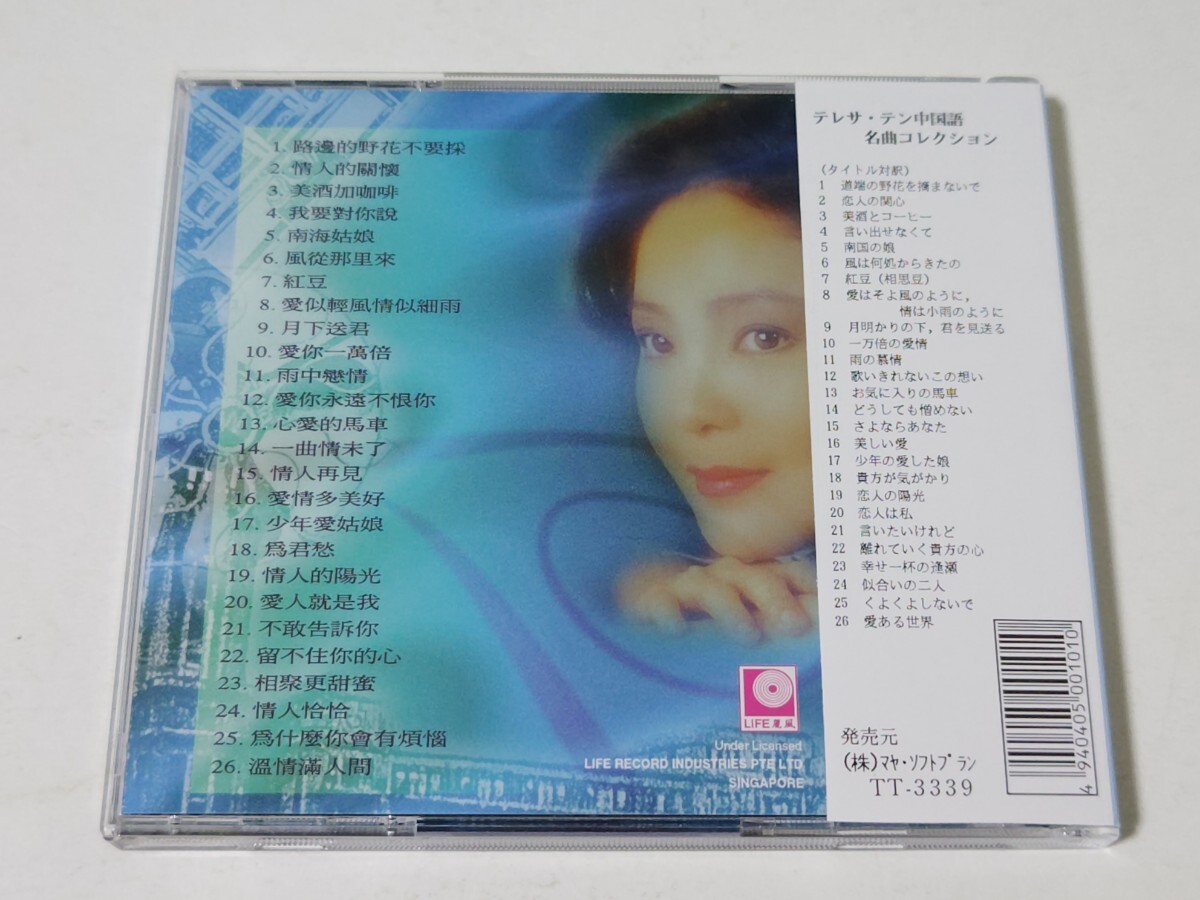 1. 路邊的野花不要採
2. 情人的關懷
3. 美酒加咖啡
4. 我要對你說
5. 南海姑娘
6. 風從那里來
7. 紅豆
8. 愛似輕風情似細雨
9. 月下送君
10. 愛你一萬倍
11. 雨中戀情
12. 愛你永遠不恨你
13. 心愛的馬車
14. 一曲情未了
15. 情人再見
16. 愛情多美好
17. 少年愛姑娘
18. 爲君愁
19. 情人的陽光
20. 愛人就是我
21. 不敢告訴你
22. 留不住你的心
23. 相聚更甜蜜
24. 情人恰恰
25. 爲什麼你會有煩惱
26. 溫情滿人間
LIFE 麗風
Under Licensed
LIFE RECORD INDUSTRIES PTE LTD
SINGAPORE
テレサ・テン中国語
名曲コレクション
(タイトル対訳)
1 道端の野花を摘まないで
2 恋人の関心
3 美酒とコーヒー
4 言い出せなくて
5 南国の娘
6 風は何処からきたの
7 紅豆(相思豆)
8 愛はそよ風のように,
情は小雨のように
9 月明かりの下,君を見送る
10 一万倍の愛情
11 雨の慕情
12 歌いきれないこの想い
13 お気に入りの馬車
14 どうしても憎めない
15 さよならあなた
16 美しい愛
17 少年の愛した娘
18 貴方が気がかり
19 恋人の陽光
20 恋人は私
21 言いたいけれど
22 離れていく貴方の心
23 幸せ一杯の逢瀬
24 似合いの二人
25 くよくよしないで
26 愛ある世界
発売元
(株)マヤ・ソフトプラン
TT-3339
4 940405 001010